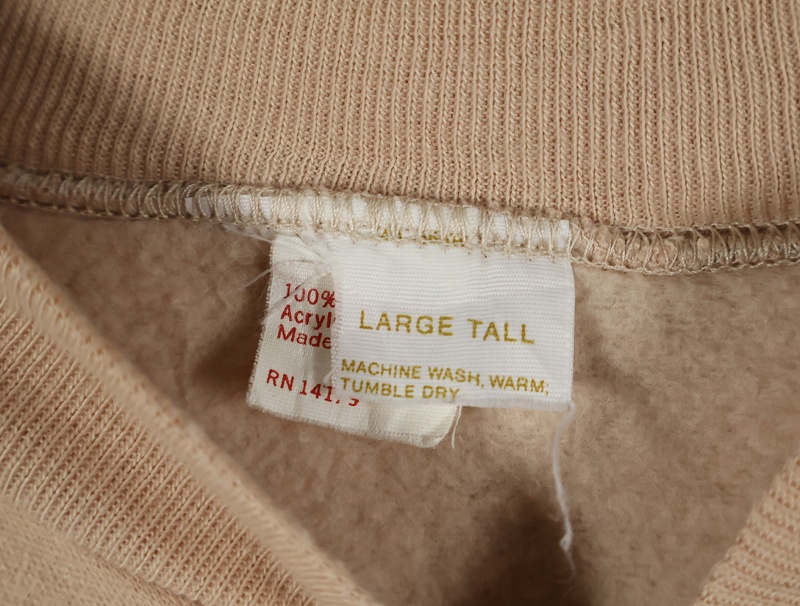 100%
Acryl
Made
RN 141
LARGE TALL
MACHINE WASH, WARM;
TUMBLE DRY